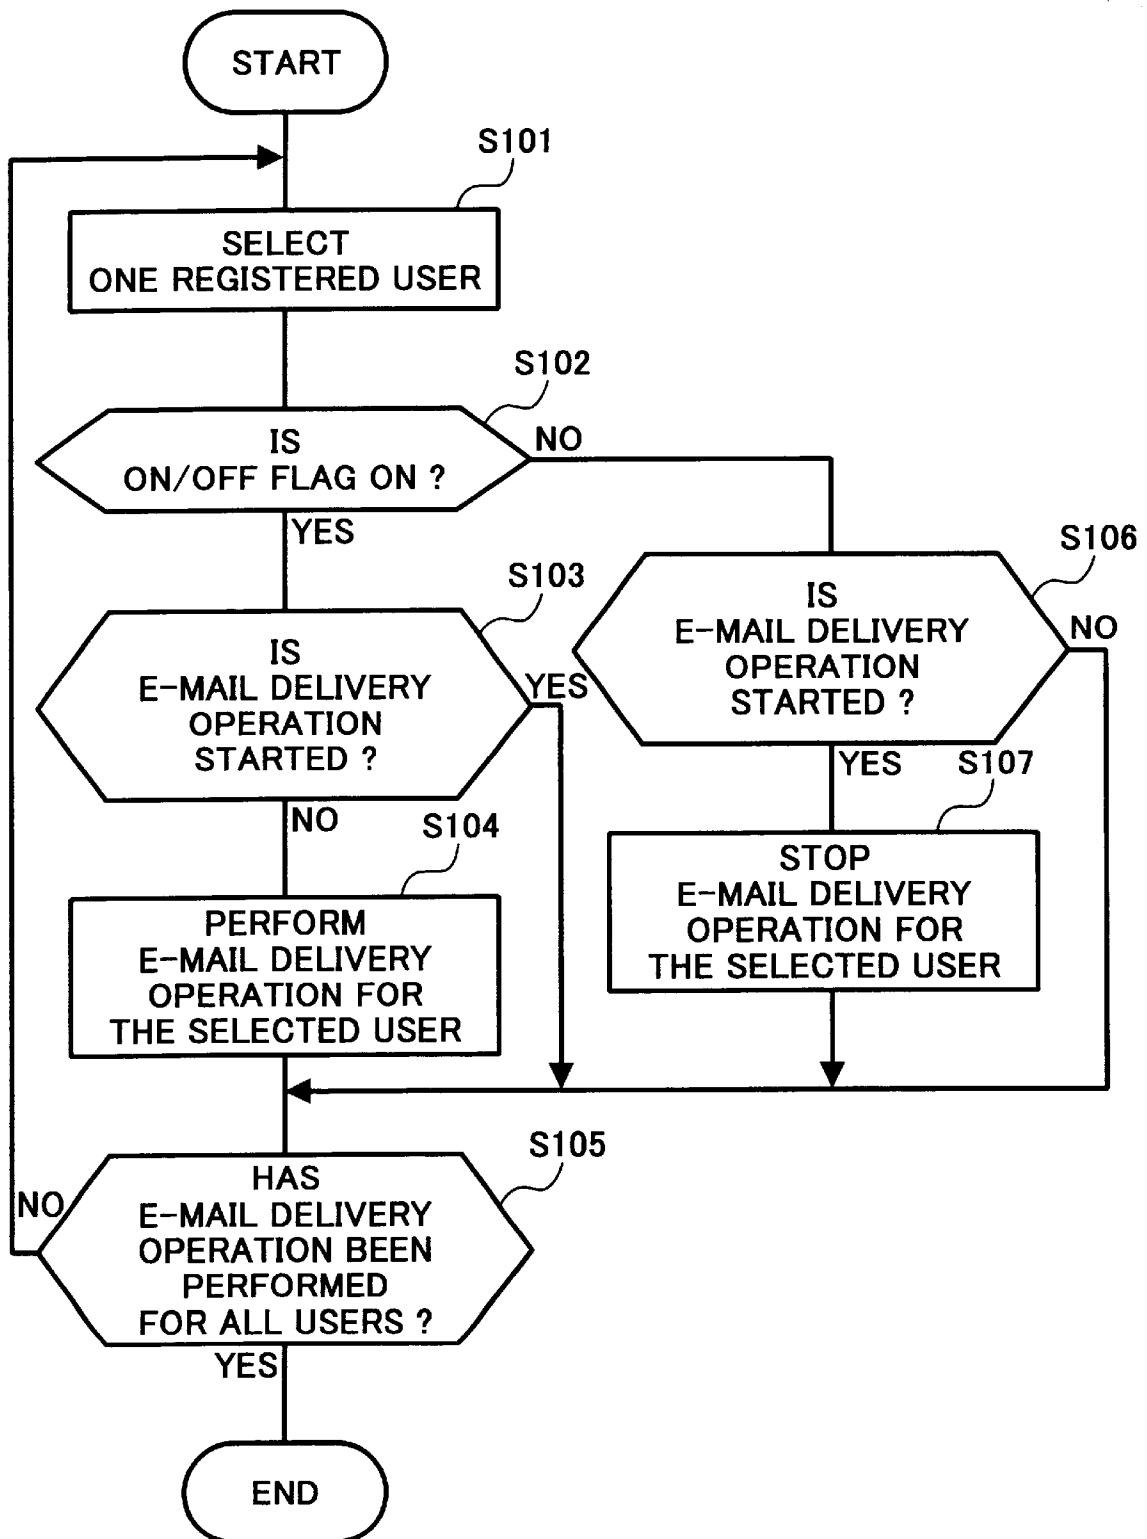 START
S101
SELECT
ONE REGISTERED USER
S102
IS
ON/OFF FLAG ON ?
NO
YES
S103
IS
E-MAIL DELIVERY
OPERATION
STARTED ?
YES
NO
S106
IS
E-MAIL DELIVERY
OPERATION
STARTED ?
NO
YES
S104
PERFORM
E-MAIL DELIVERY
OPERATION FOR
THE SELECTED USER
S107
STOP
E-MAIL DELIVERY
OPERATION FOR
THE SELECTED USER
S105
HAS
E-MAIL DELIVERY
OPERATION BEEN
PERFORMED
FOR ALL USERS ?
NO
YES
END